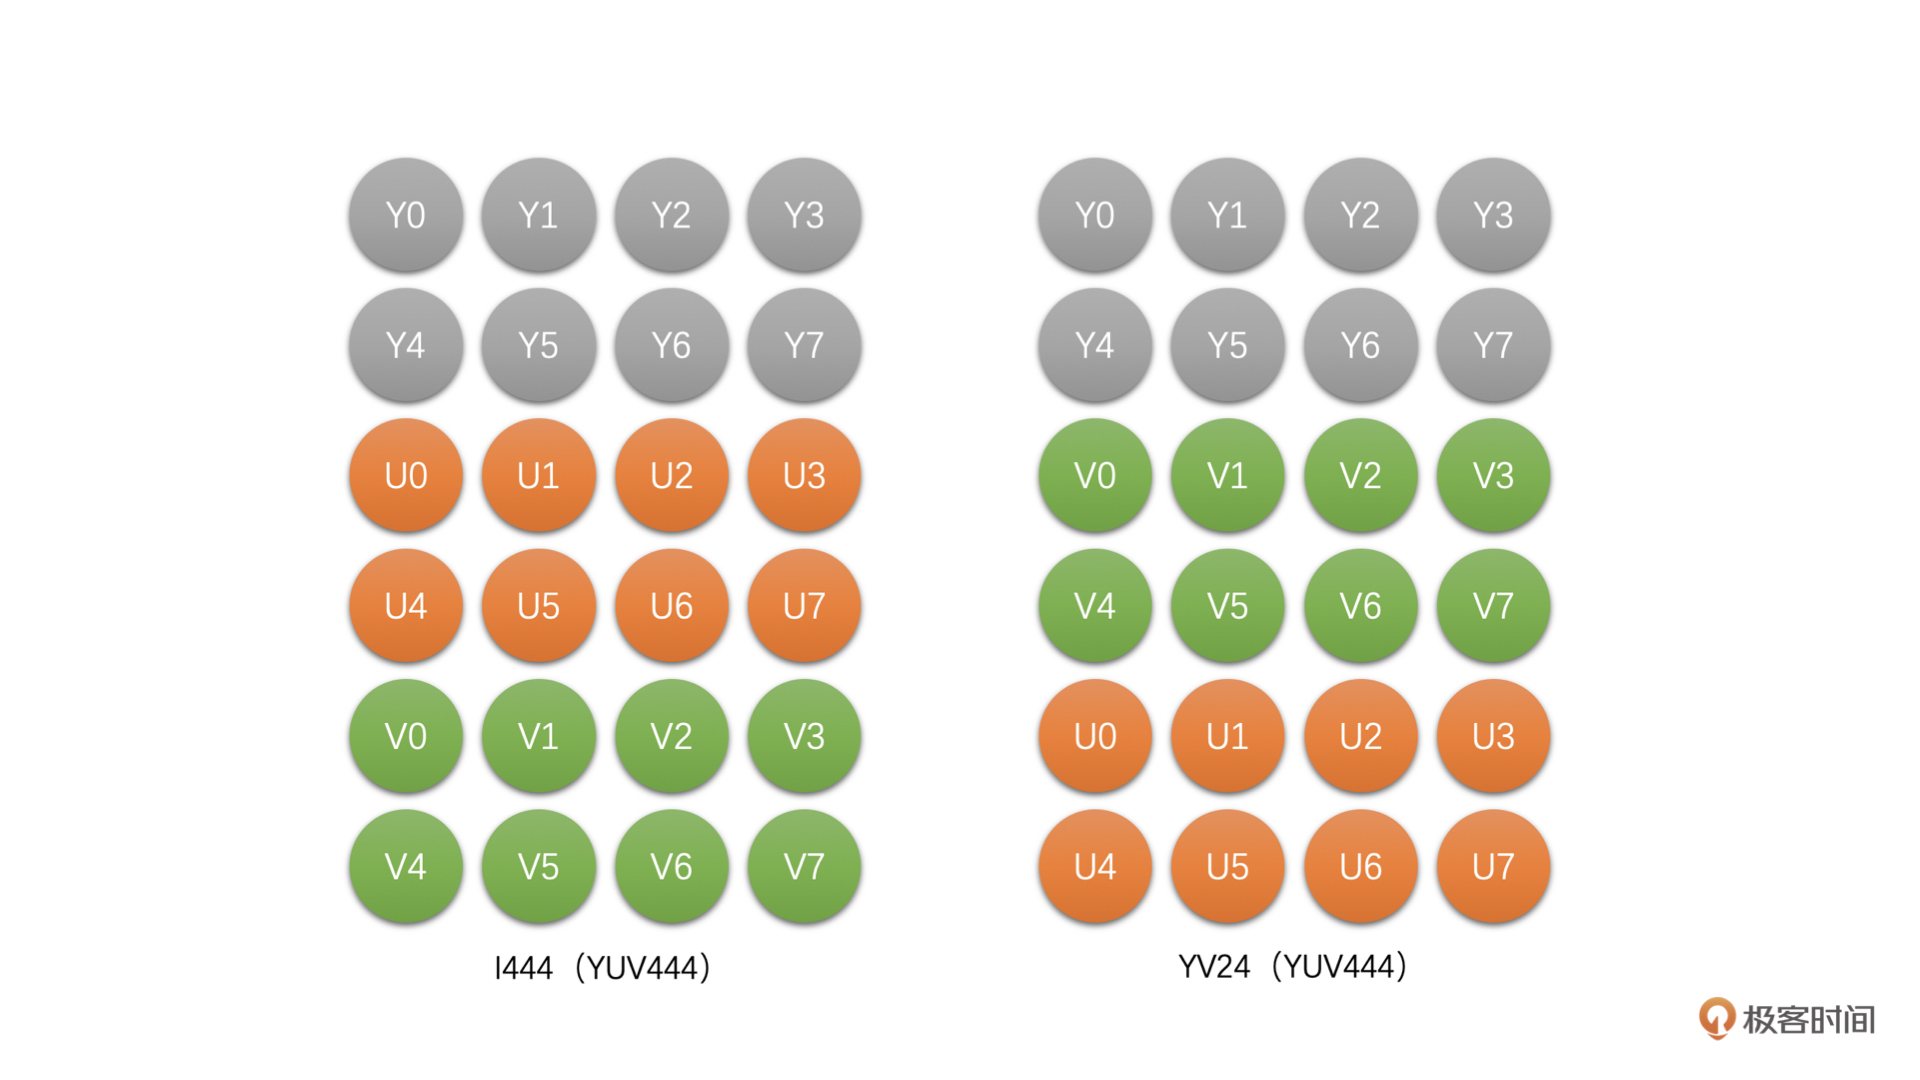 Y0 Y1 Y2 Y3
Y4 Y5 Y6 Y7
U0 U1 U2 U3
U4 U5 U6 U7
V0 V1 V2 V3
V4 V5 V6 V7
I444（YUV444）
Y0 Y1 Y2 Y3
Y4 Y5 Y6 Y7
V0 V1 V2 V3
V4 V5 V6 V7
U0 U1 U2 U3
U4 U5 U6 U7
YV24（YUV444）
极客时间